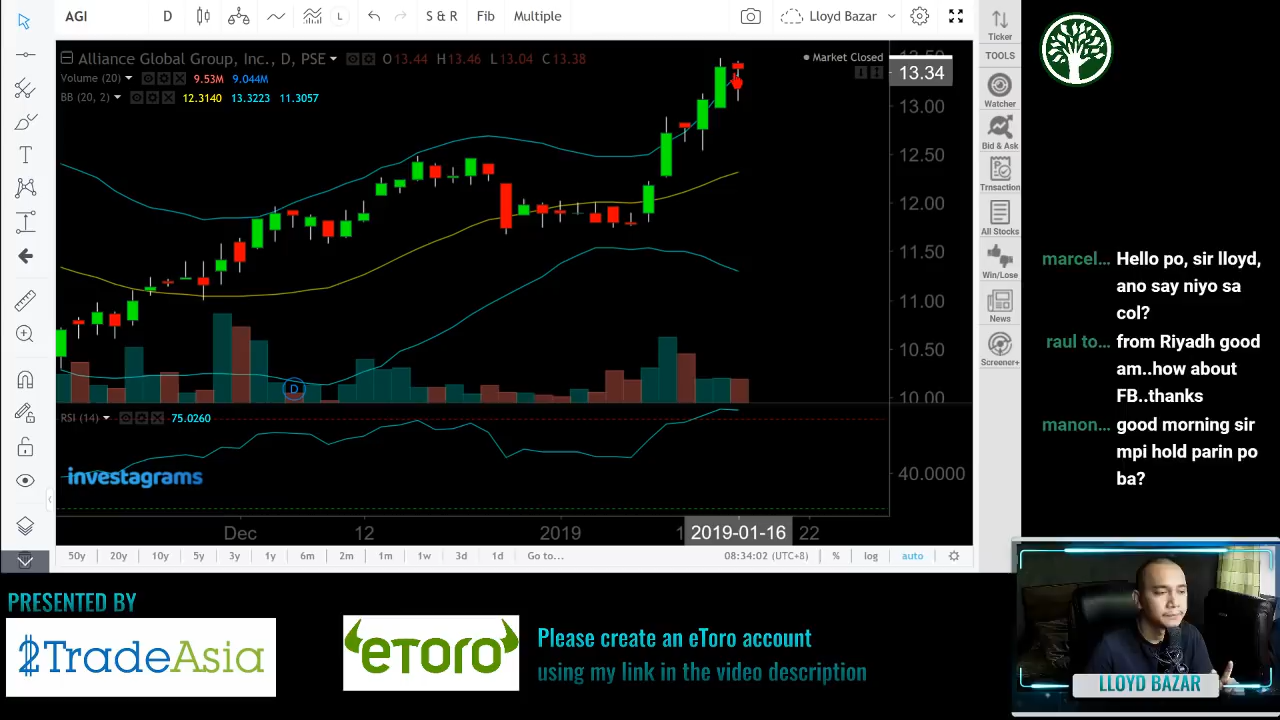 AGI
D
L
S & R
Fib
Multiple
Lloyd Bazar
Ticker
TOOLS
Watcher
Bid & Ask
Trnsaction
All Stocks
Win/Lose
News
Screener+
Alliance Global Group, Inc., D, PSE
O 13.44 H 13.46 L 13.04 C 13.38
Market Closed
Volume (20) 9.53M 9.044M
BB (20, 2) 12.3140 13.3223 11.3057
13.50
13.34
13.00
12.50
12.00
11.50
11.00
10.50
10.00
D
RSI (14) 75.0260
40.0000
investagrams
Dec
12
2019
1
2019-01-16
22
50y 20y 10y 5y 3y 1y 6m 2m 1m 1w 3d 1d Go to...
08:34:02 (UTC+8) % log auto
marcel... Hello po, sir lloyd,
ano say niyo sa
col?
raul to... from Riyadh good
am..how about
FB..thanks
manon... good morning sir
mpi hold parin po
ba?
PRESENTED BY
2TradeAsia
eToro
Please create an eToro account
using my link in the video description
LLOYD BAZAR